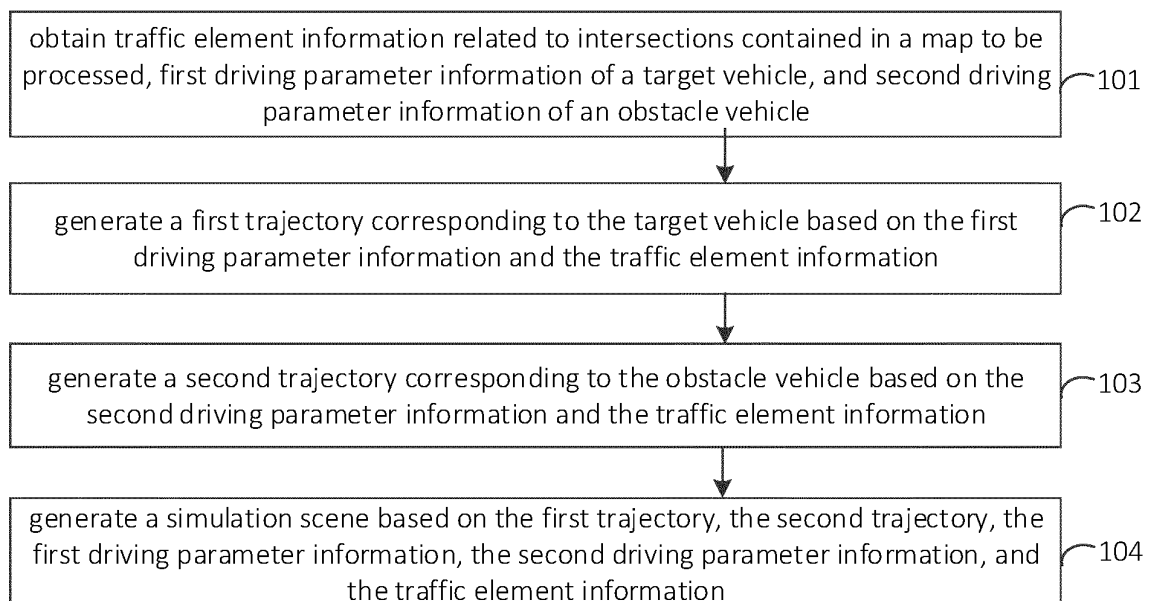 obtain traffic element information related to intersections contained in a map to be
processed, first driving parameter information of a target vehicle, and second driving
parameter information of an obstacle vehicle
101
generate a first trajectory corresponding to the target vehicle based on the first
driving parameter information and the traffic element information
102
generate a second trajectory corresponding to the obstacle vehicle based on the
second driving parameter information and the traffic element information
103
generate a simulation scene based on the first trajectory, the second trajectory, the
first driving parameter information, the second driving parameter information, and
the traffic element information
104